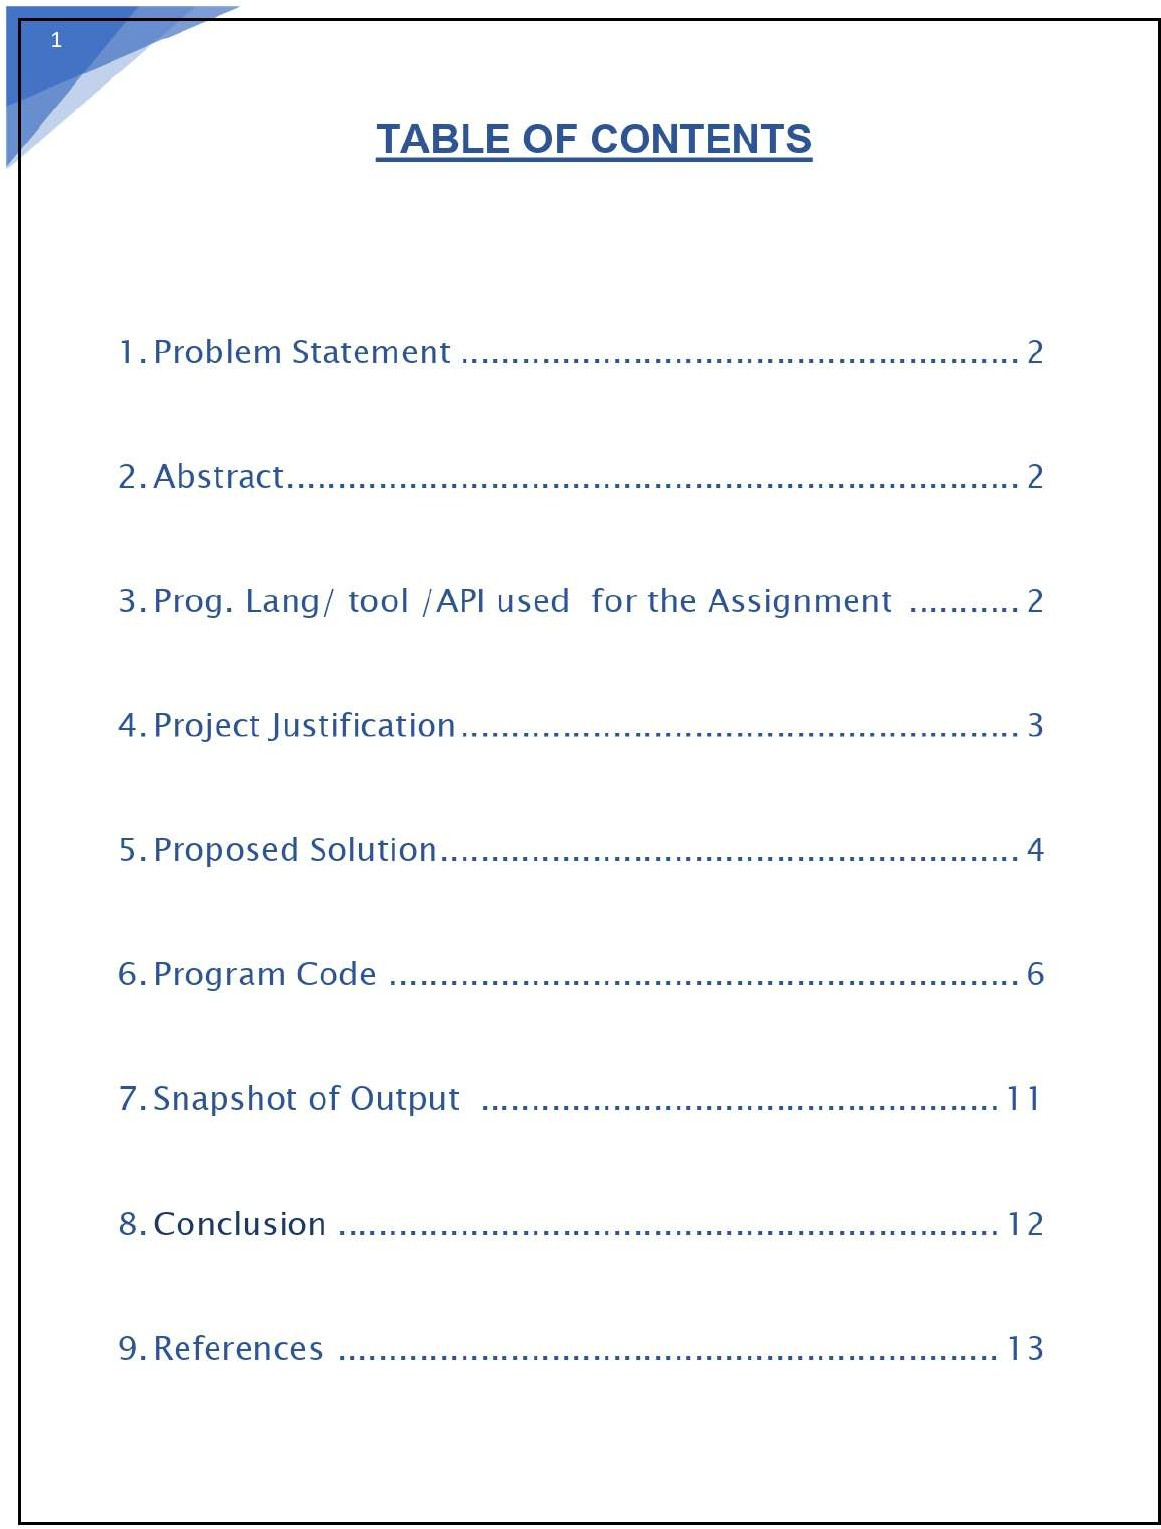 1
TABLE OF CONTENTS
1. Problem Statement ....................................................... 2
2. Abstract........................................................................ 2
3. Prog. Lang/ tool /API used  for the Assignment ........... 2
4. Project Justification....................................................... 3
5. Proposed Solution......................................................... 4
6. Program Code .............................................................. 6
7. Snapshot of Output  ................................................... 11
8. Conclusion ................................................................. 12
9. References ................................................................. 13